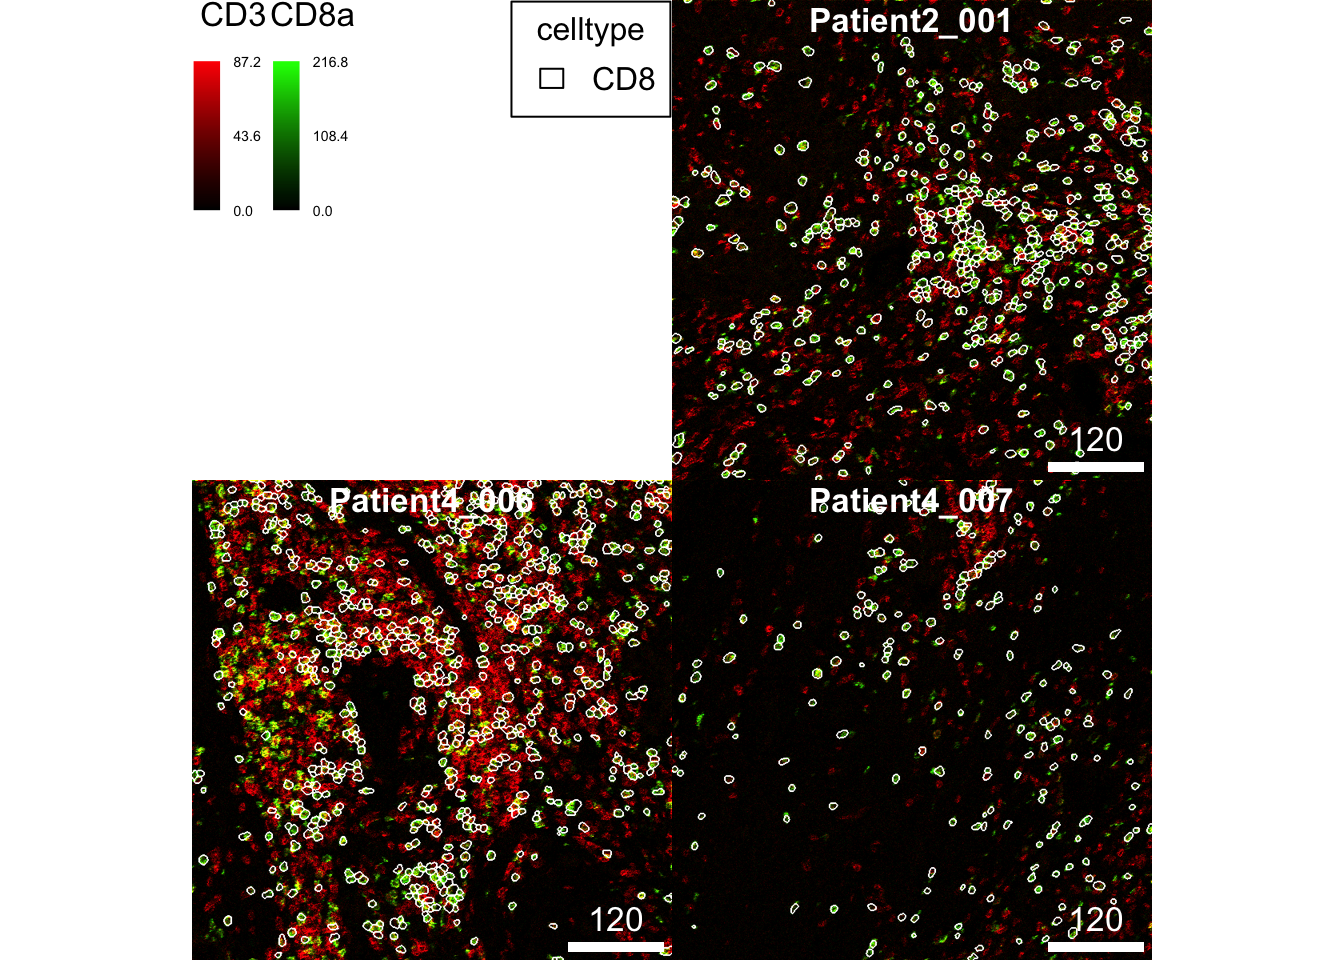 CD3 CD8a
87.2 216.8
43.6 108.4
0.0 0.0
celltype
CD8
Patient2_001
120
Patient4_006
120
Patient4_007
120